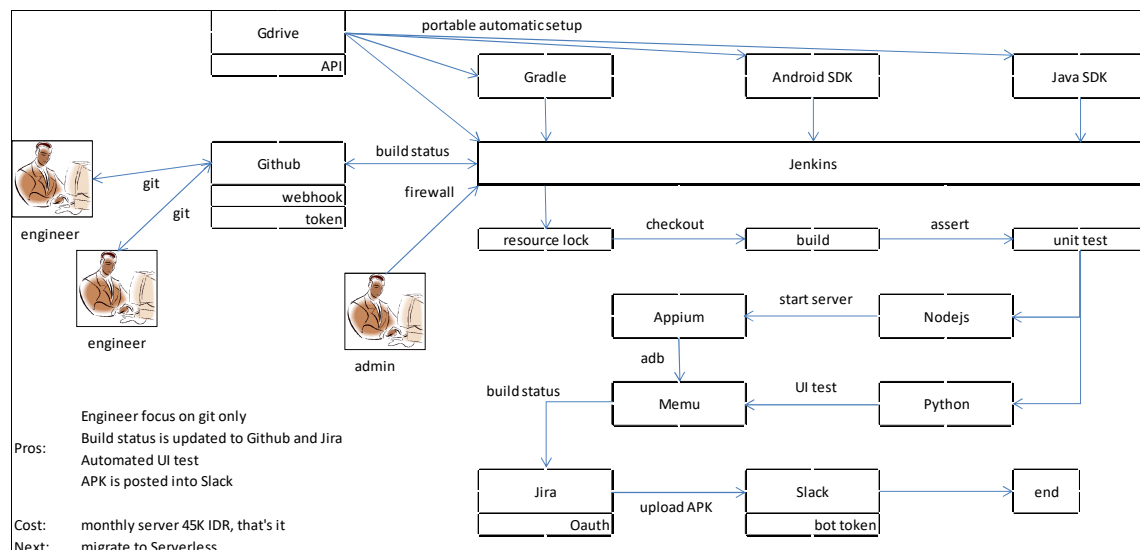 portable automatic setup
Gdrive
API
Gradle
Android SDK
Java SDK
Github
build status
Jenkins
webhook
firewall
token
git
git
engineer
engineer
admin
resource lock
checkout
build
assert
unit test
Appium
start server
Nodejs
adb
build status
Memu
UI test
Python
Engineer focus on git only
Pros:
Build status is updated to Github and Jira
Automated UI test
APK is posted into Slack
Jira
upload APK
Slack
end
Oauth
bot token
Cost: monthly server 45K IDR, that's it
Next: migrate to Serverless